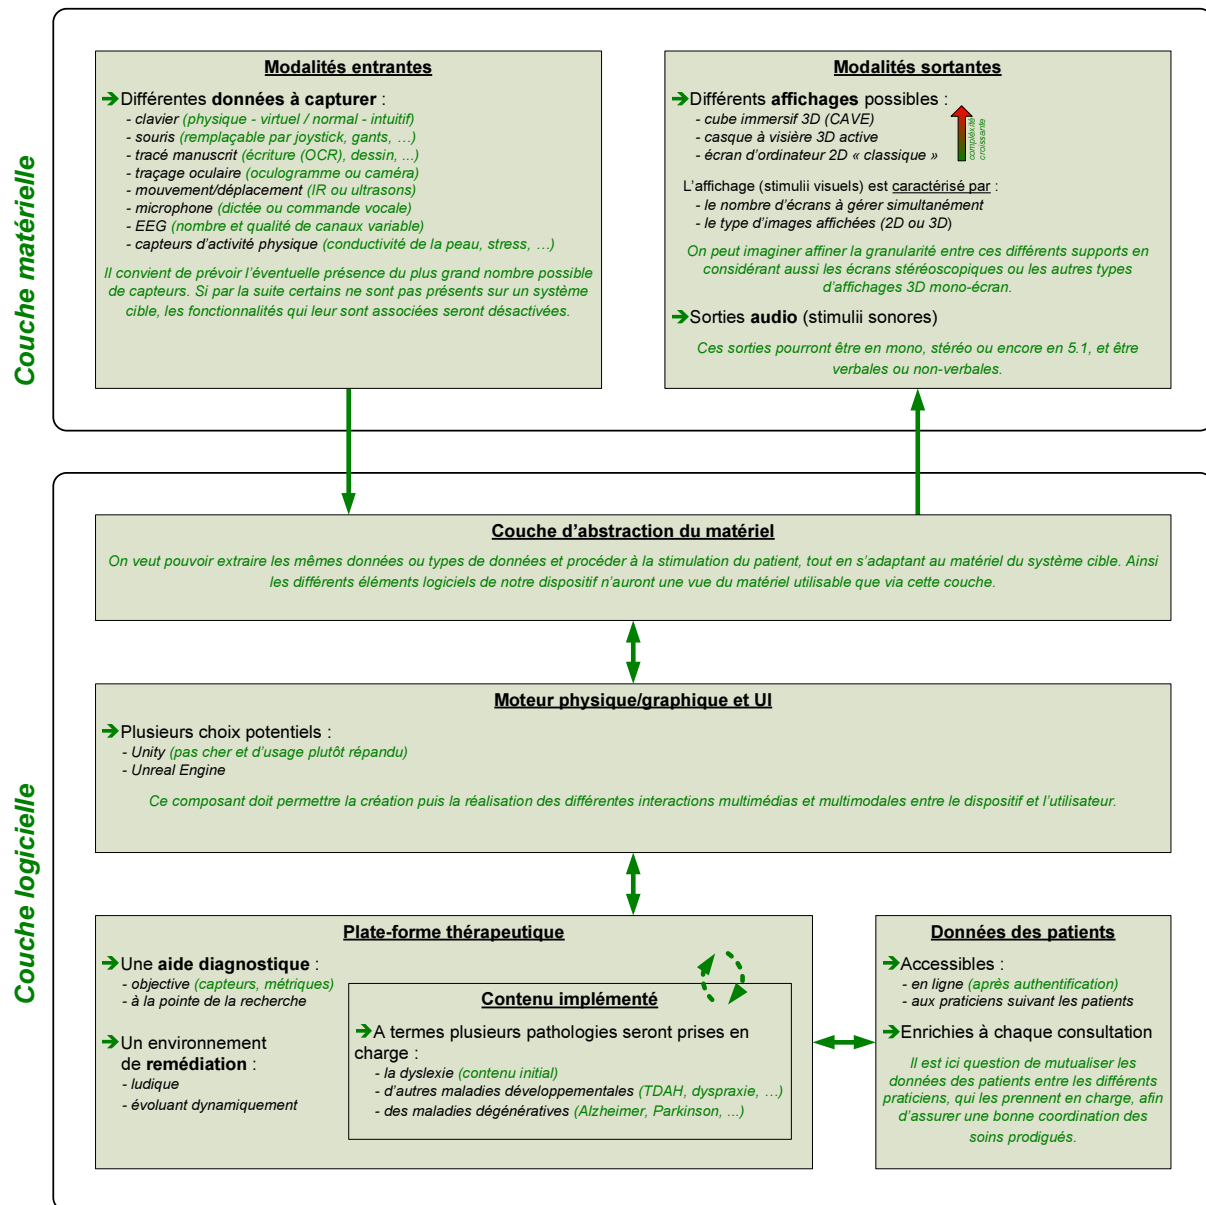 Couche matérielle
Modalités entrantes
➔Différentes données à capturer :
- clavier (physique - virtuel / normal - intuitif)
- souris (remplaçable par joystick, gants, …)
- tracé manuscrit (écriture (OCR), dessin, ...)
- traçage oculaire (oculogramme ou caméra)
- mouvement/déplacement (IR ou ultrasons)
- microphone (dictée ou commande vocale)
- EEG (nombre et qualité de canaux variable)
- capteurs d’activité physique (conductivité de la peau, stress, …)
Il convient de prévoir l’éventuelle présence du plus grand nombre possible
de capteurs. Si par la suite certains ne sont pas présents sur un système
cible, les fonctionnalités qui leur sont associées seront désactivées.
Modalités sortantes
➔Différents affichages possibles :
- cube immersif 3D (CAVE)
- casque à visière 3D active
- écran d’ordinateur 2D « classique »
compléxité
croissante
L’affichage (stimulii visuels) est caractérisé par :
- le nombre d’écrans à gérer simultanément
- le type d’images affichées (2D ou 3D)
On peut imaginer affiner la granularité entre ces différents supports en
considérant aussi les écrans stéréoscopiques ou les autres types
d’affichages 3D mono-écran.
➔Sorties audio (stimulii sonores)
Ces sorties pourront être en mono, stéréo ou encore en 5.1, et être
verbales ou non-verbales.
Couche logicielle
Couche d’abstraction du matériel
On veut pouvoir extraire les mêmes données ou types de données et procéder à la stimulation du patient, tout en s’adaptant au matériel du système cible. Ainsi
les différents éléments logiciels de notre dispositif n’auront une vue du matériel utilisable que via cette couche.
Moteur physique/graphique et UI
➔Plusieurs choix potentiels :
- Unity (pas cher et d’usage plutôt répandu)
- Unreal Engine
Ce composant doit permettre la création puis la réalisation des différentes interactions multimédias et multimodales entre le dispositif et l’utilisateur.
Plate-forme thérapeutique
➔Une aide diagnostique :
- objective (capteurs, métriques)
- à la pointe de la recherche
➔Un environnement
de remédiation :
- ludique
- évoluant dynamiquement
Contenu implémenté
➔A termes plusieurs pathologies seront prises en
charge :
- la dyslexie (contenu initial)
- d’autres maladies développementales (TDAH, dyspraxie, …)
- des maladies dégénératives (Alzheimer, Parkinson, ...)
Données des patients
➔Accessibles :
- en ligne (après authentification)
- aux praticiens suivant les patients
➔Enrichies à chaque consultation
Il est ici question de mutualiser les
données des patients entre les différents
praticiens, qui les prennent en charge, afin
d’assurer une bonne coordination des
soins prodigués.